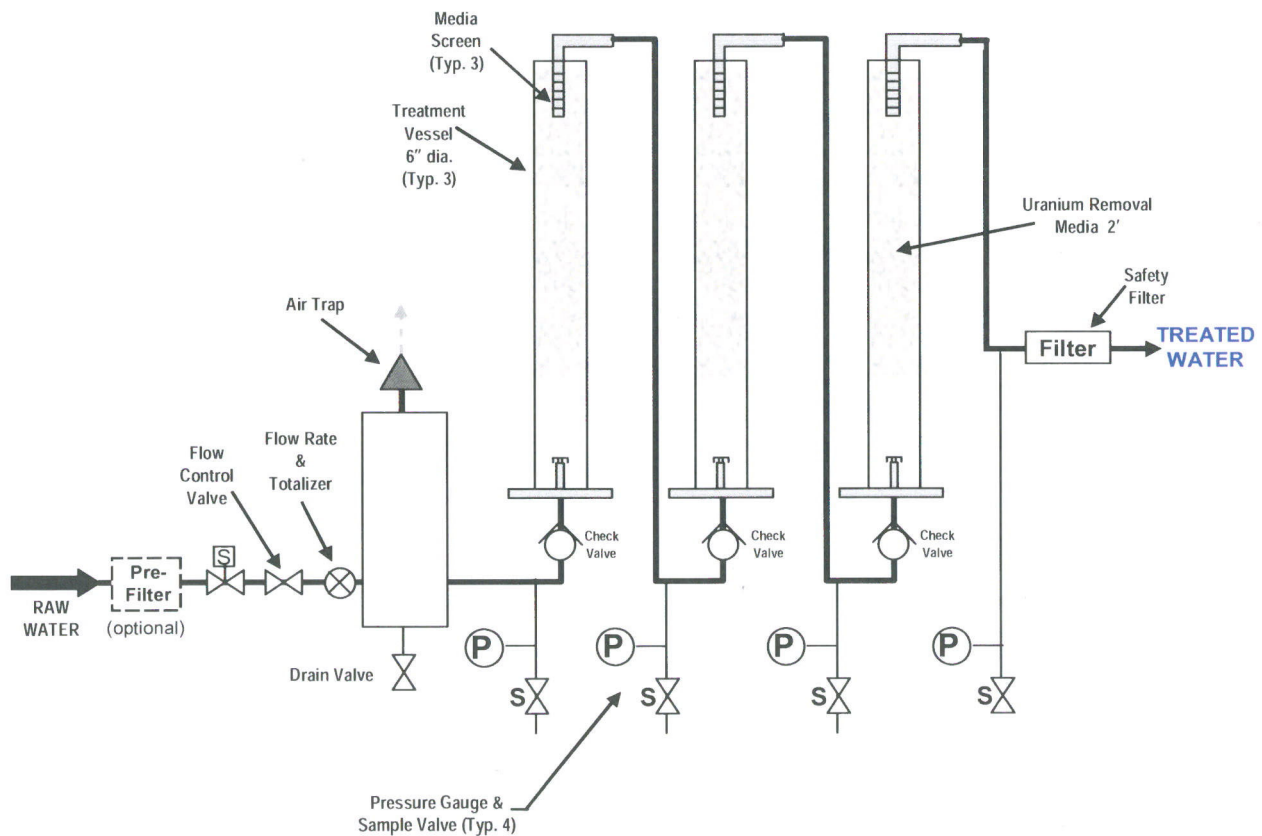 Media
Screen
(Typ. 3)
Treatment
Vessel
6" dia.
(Typ. 3)
Uranium Removal
Media 2'
Safety
Filter
Air Trap
Filter
TREATED
WATER
Flow
Control
Valve
Flow Rate
&
Totalizer
Check
Valve
Check
Valve
Check
Valve
S
Pre-
Filter
(optional)
RAW
WATER
Drain Valve
P
P
P
P
S
S
S
S
Pressure Gauge &
Sample Valve (Typ. 4)